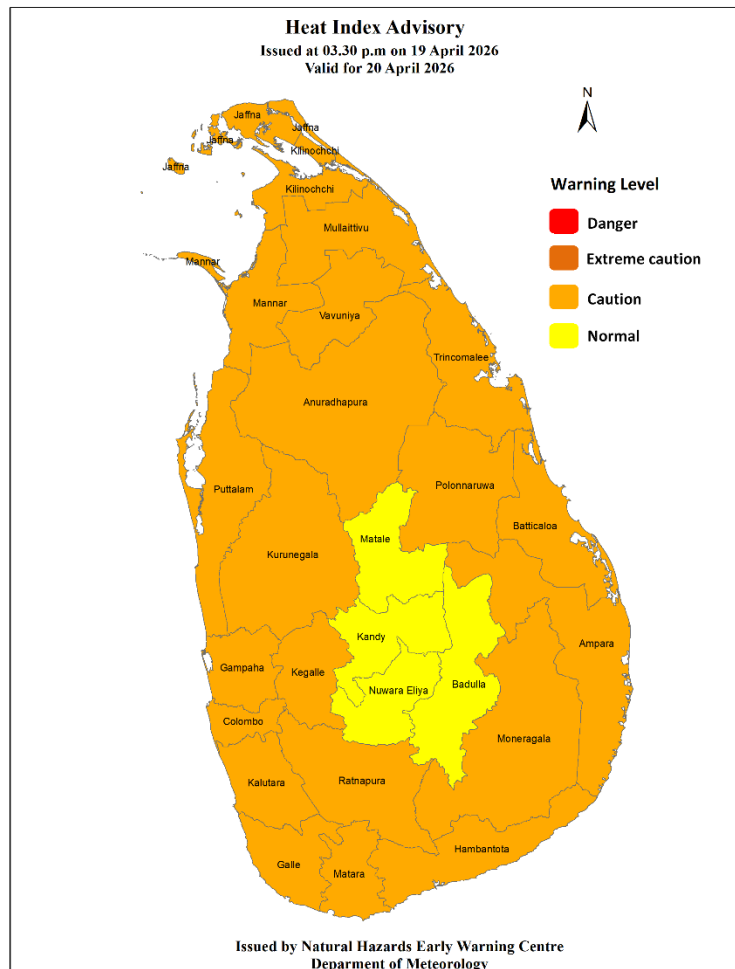 Heat Index Advisory
Issued at 03.30 p.m on 19 April 2026
Valid for 20 April 2026
N
Jaffna
Jaffna
Jaffna
Kilinochchi
Jaffna
Kilinochchi
Warning Level
Danger
Mullaittivu
Extreme caution
Mannar
Caution
Mannar
Vavuniya
Normal
Trincomalee
Anuradhapura
Polonnaruwa
Puttalam
Batticaloa
Matale
Kurunegala
Kandy
Ampara
Gampaha
Kegalle
Nuwara Eliya
Badulla
Colombo
Moneragala
Kalutara
Ratnapura
Hambantota
Galle
Matara
Issued by Natural Hazards Early Warning Centre
Deparment of Meteorology